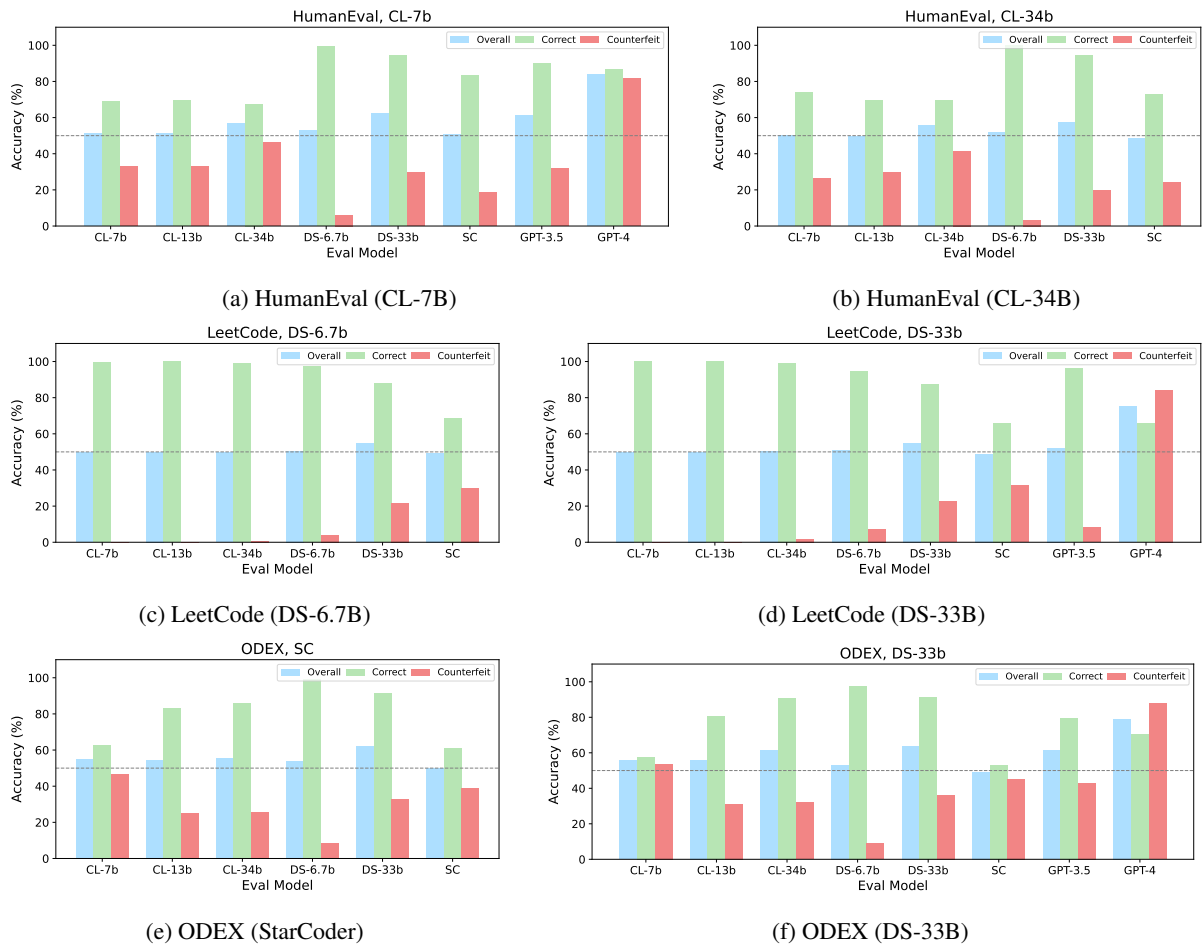 HumanEval, CL-7b
Overall Correct Counterfeit
100
80
60
40
20
0
Accuracy (%)
CL-7b CL-13b CL-34b DS-6.7b DS-33b SC GPT-3.5 GPT-4
Eval Model
(a) HumanEval (CL-7B)
HumanEval, CL-34b
Overall Correct Counterfeit
100
80
60
40
20
0
Accuracy (%)
CL-7b CL-13b CL-34b DS-6.7b DS-33b SC
Eval Model
(b) HumanEval (CL-34B)
LeetCode, DS-6.7b
Overall Correct Counterfeit
100
80
60
40
20
0
Accuracy (%)
CL-7b CL-13b CL-34b DS-6.7b DS-33b SC
Eval Model
(c) LeetCode (DS-6.7B)
LeetCode, DS-33b
Overall Correct Counterfeit
100
80
60
40
20
0
Accuracy (%)
CL-7b CL-13b CL-34b DS-6.7b DS-33b SC GPT-3.5 GPT-4
Eval Model
(d) LeetCode (DS-33B)
ODEX, SC
Overall Correct Counterfeit
100
80
60
40
20
0
Accuracy (%)
CL-7b CL-13b CL-34b DS-6.7b DS-33b SC
Eval Model
(e) ODEX (StarCoder)
ODEX, DS-33b
Overall Correct Counterfeit
100
80
60
40
20
0
Accuracy (%)
CL-7b CL-13b CL-34b DS-6.7b DS-33b SC GPT-3.5 GPT-4
Eval Model
(f) ODEX (DS-33B)